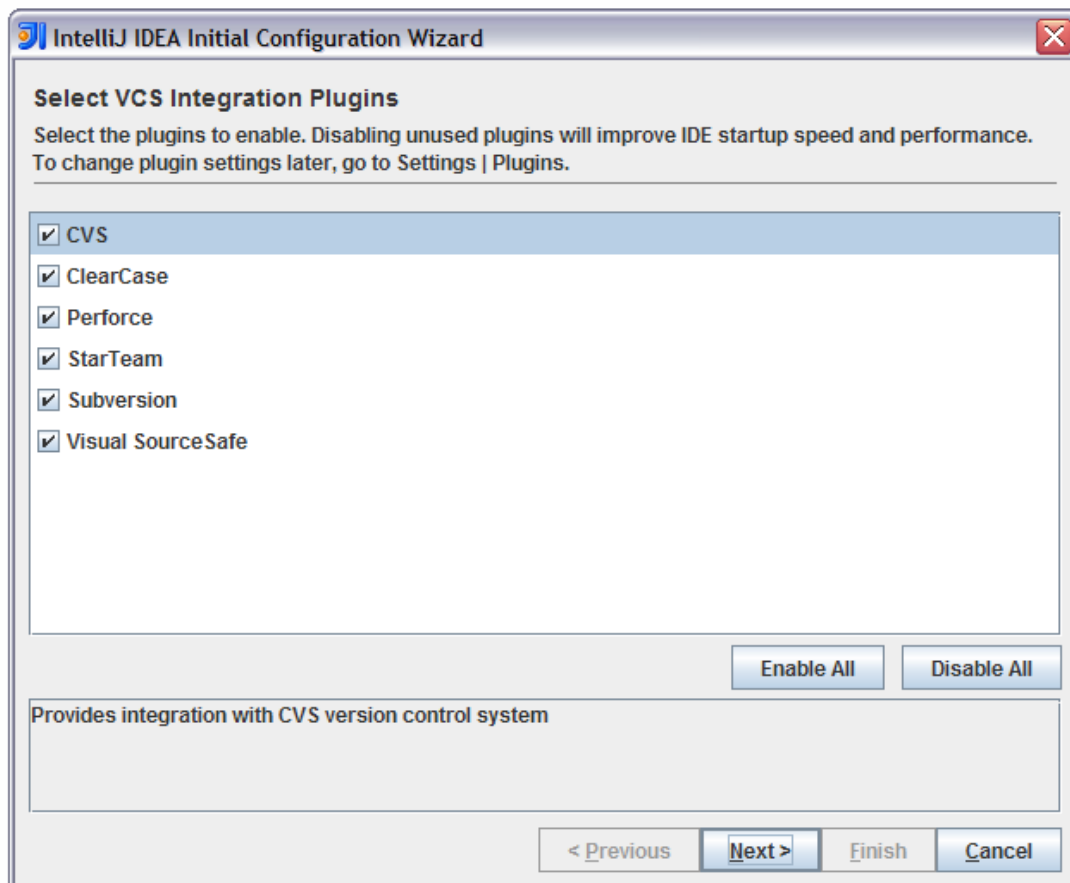 IntelliJ IDEA Initial Configuration Wizard
Select VCS Integration Plugins
Select the plugins to enable. Disabling unused plugins will improve IDE startup speed and performance.
To change plugin settings later, go to Settings | Plugins.
CVS
ClearCase
Perforce
StarTeam
Subversion
Visual SourceSafe
Enable All
Disable All
Provides integration with CVS version control system
< Previous
Next >
Finish
Cancel